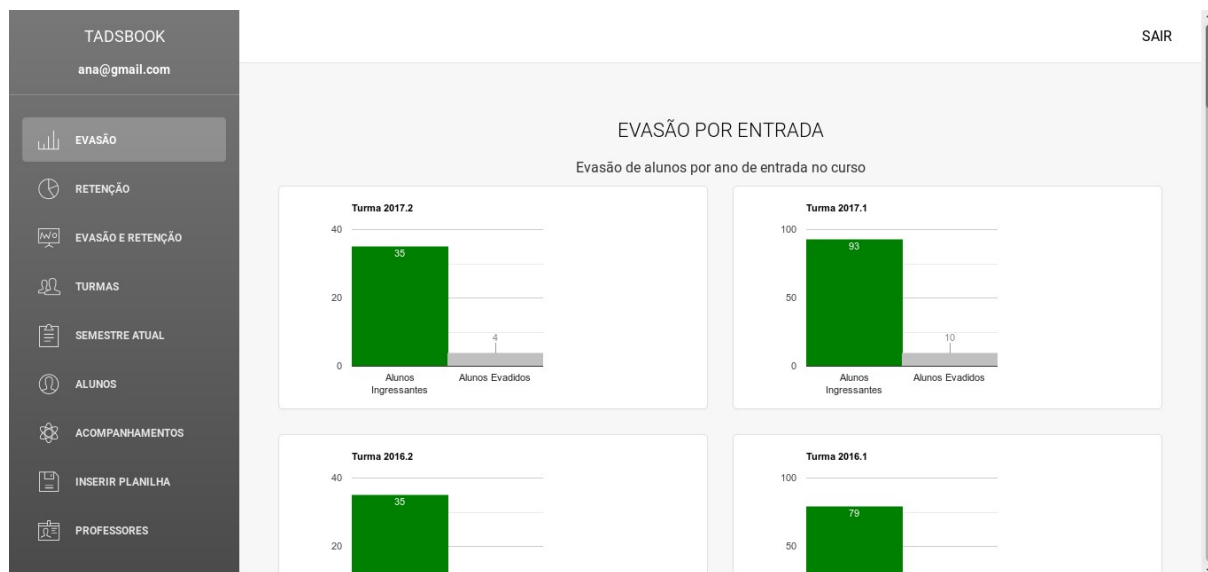 TADSBOOK
ana@gmail.com
EVASÃO
RETENÇÃO
EVASÃO E RETENÇÃO
TURMAS
SEMESTRE ATUAL
ALUNOS
ACOMPANHAMENTOS
INSERIR PLANILHA
PROFESSORES
SAIR
EVASÃO POR ENTRADA
Evasão de alunos por ano de entrada no curso
Turma 2017.2
40
20
0
35
4
Alunos
Ingressantes
Alunos Evadidos
Turma 2017.1
100
50
0
93
10
Alunos
Ingressantes
Alunos Evadidos
Turma 2016.2
40
20
35
Turma 2016.1
100
50
79